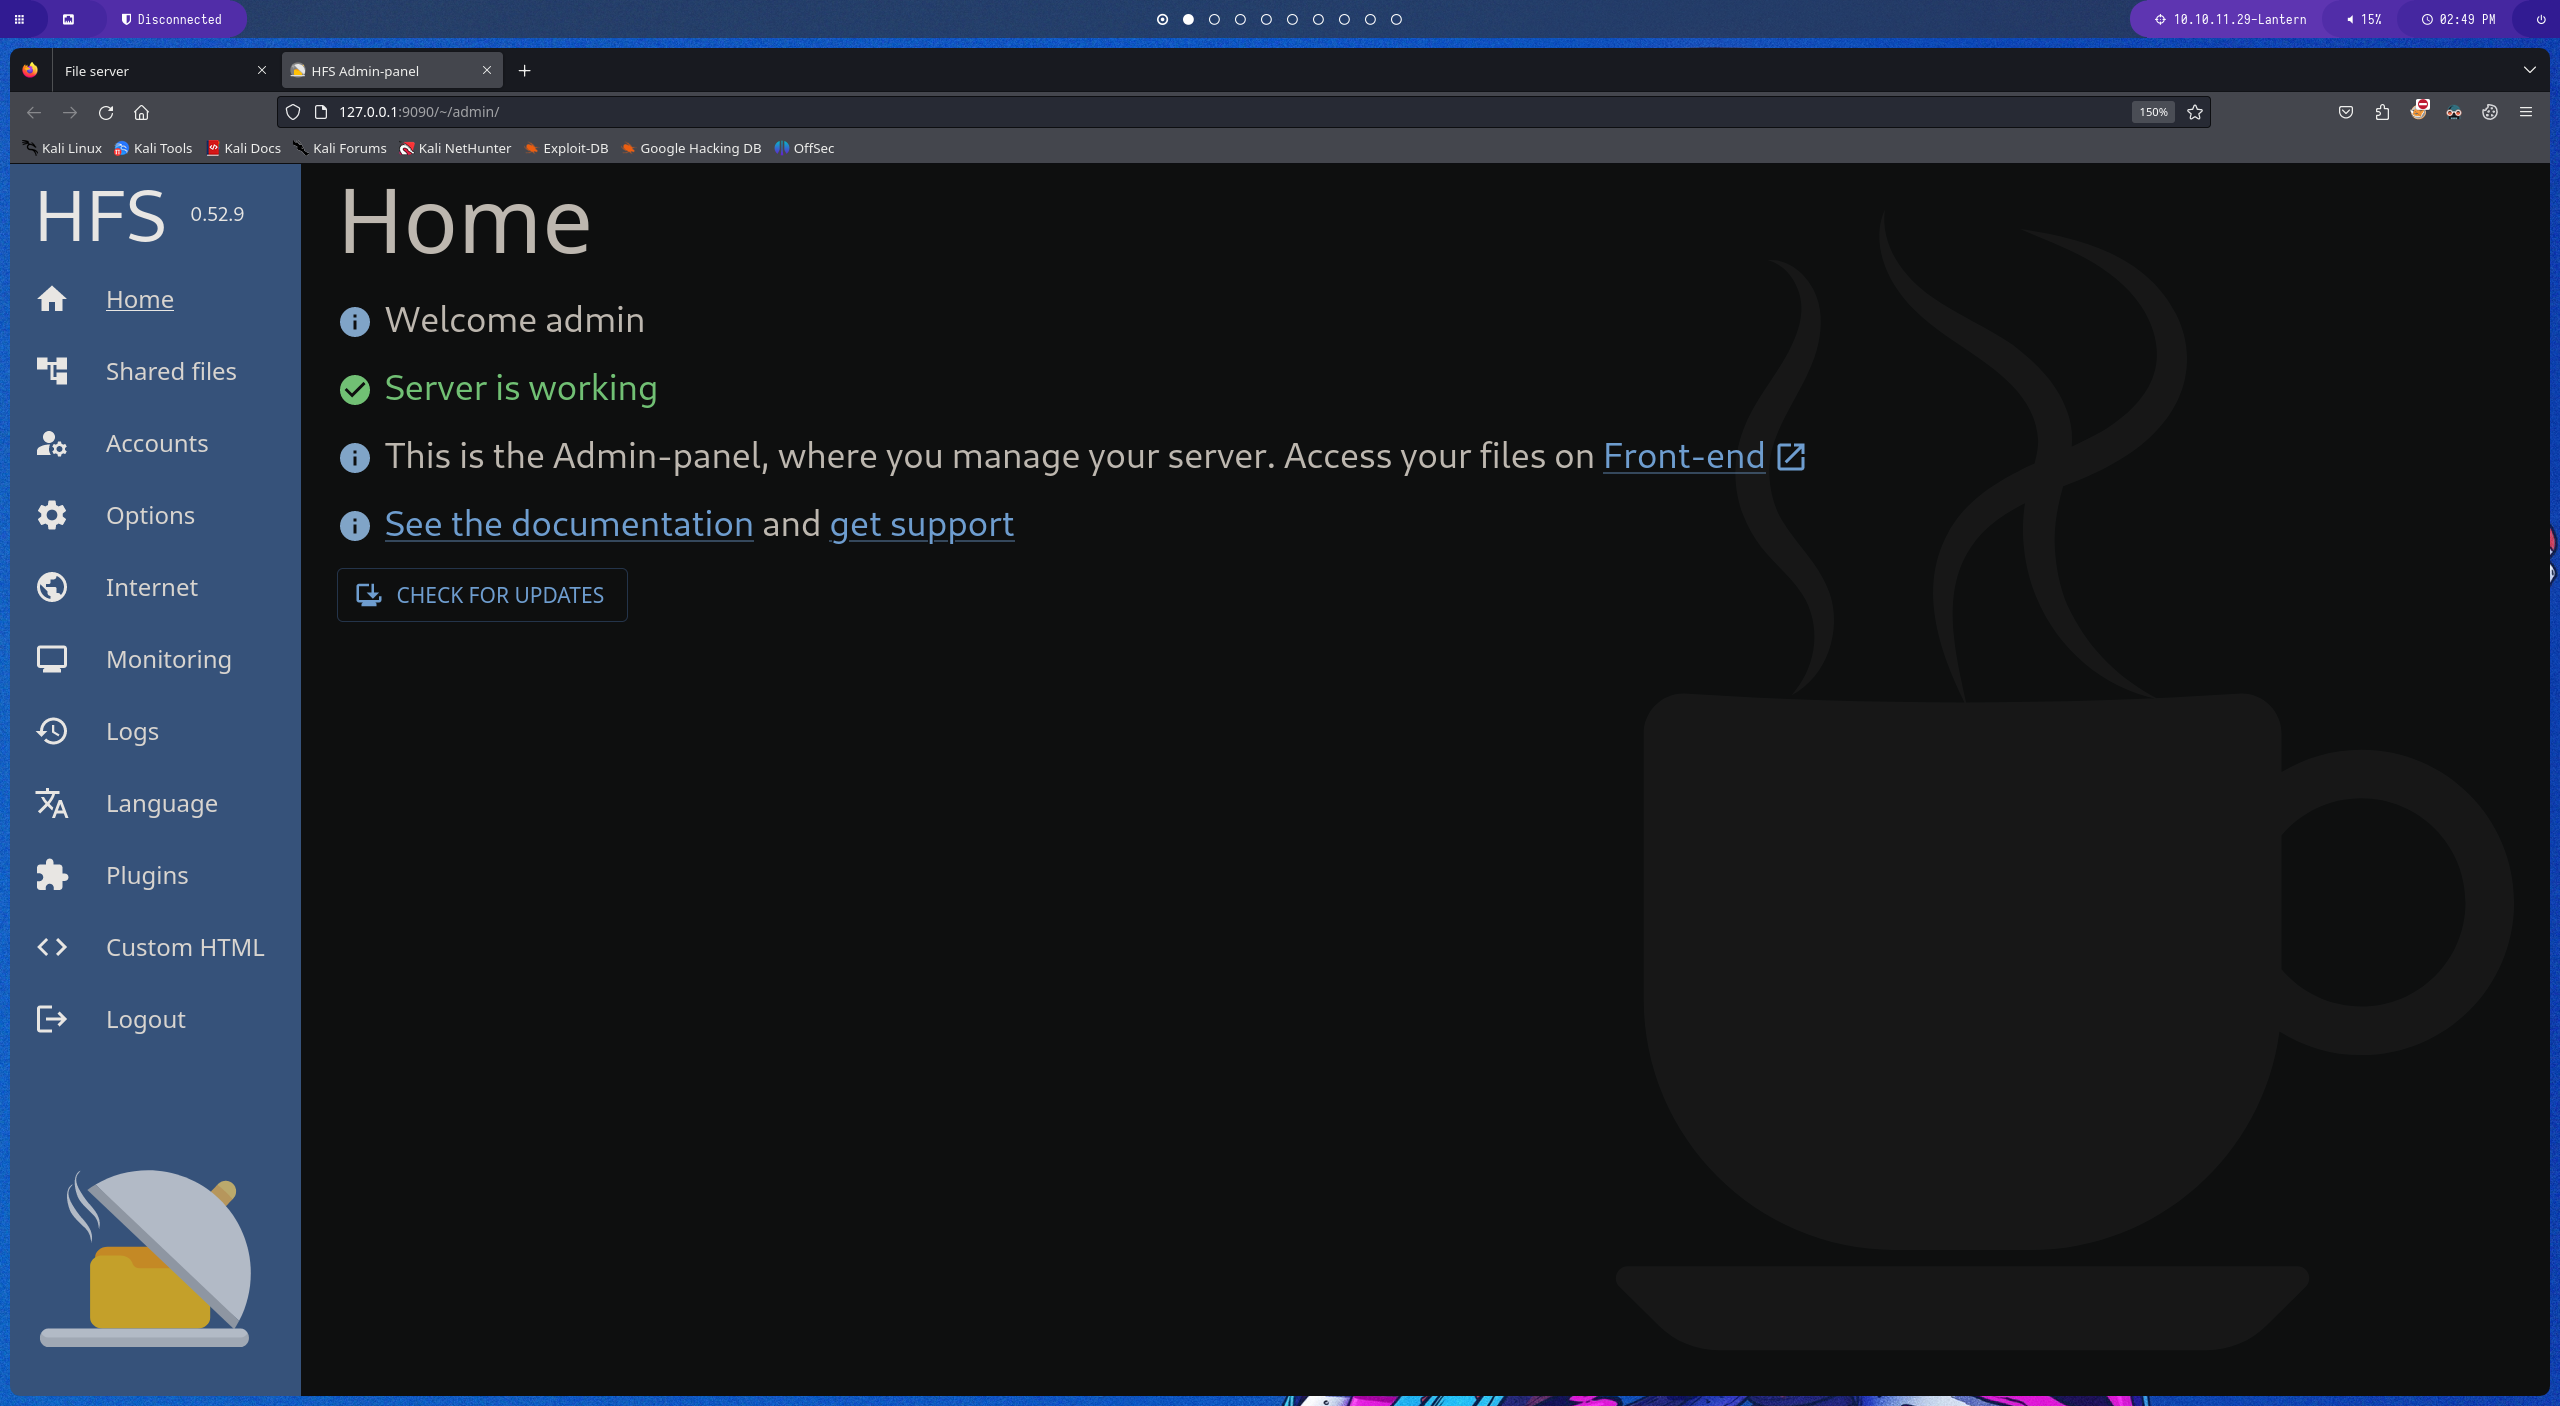 Disconnected
10.10.11.29-Lantern
15%
02:49 PM
File server
HFS Admin-panel
127.0.0.1:9090/~/admin/
150%
Kali Linux
Kali Tools
Kali Docs
Kali Forums
Kali NetHunter
Exploit-DB
Google Hacking DB
OffSec
HFS 0.52.9
Home
Shared files
Accounts
Options
Internet
Monitoring
Logs
Language
Plugins
Custom HTML
Logout
Home
Welcome admin
Server is working
This is the Admin-panel, where you manage your server. Access your files on Front-end
See the documentation and get support
CHECK FOR UPDATES